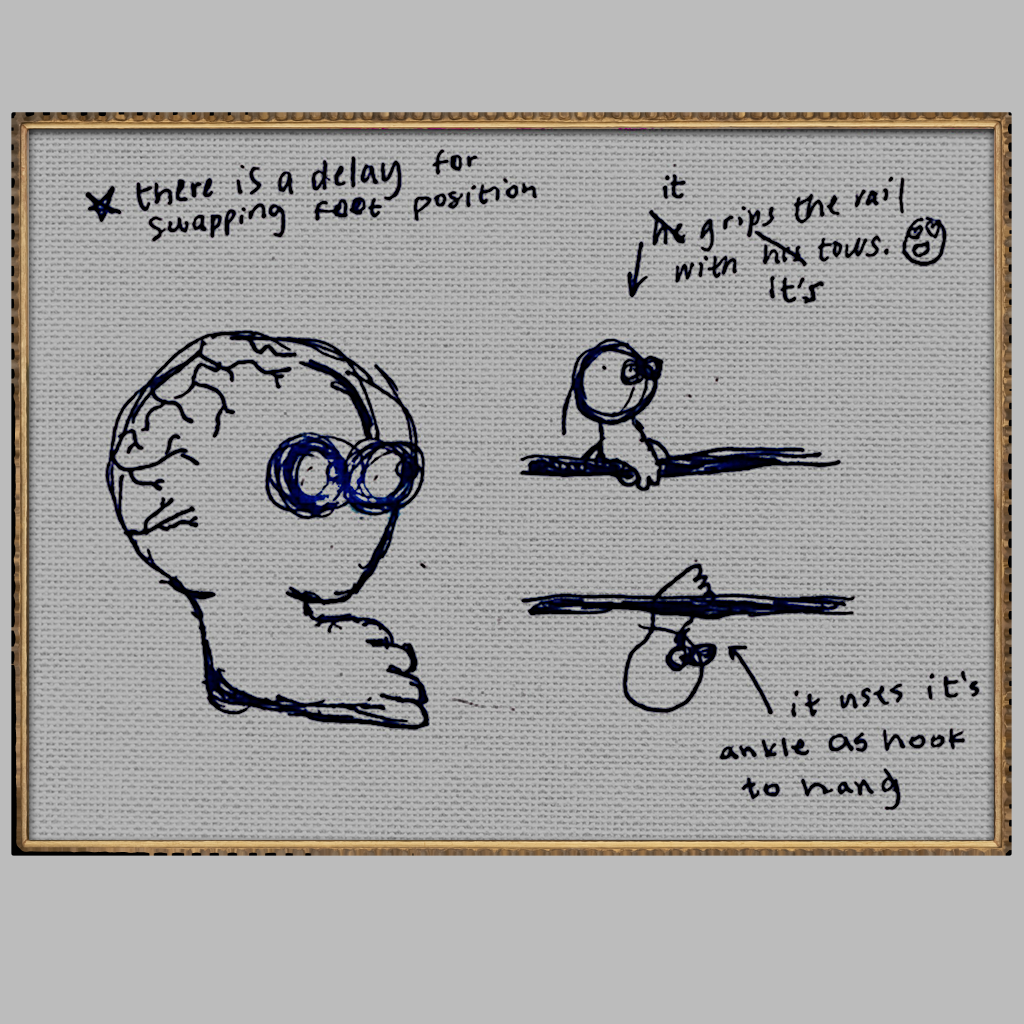 ★ there is a delay for
swapping foot position
it
he grips the rail
with his tows.
it's
it uses it's
ankle as hook
to hang